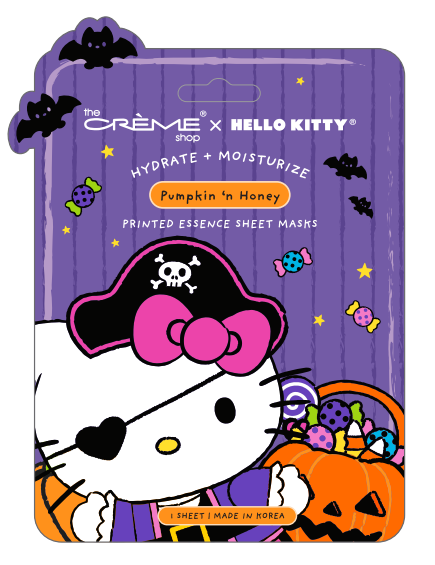 the
CRÈME® × HELLO KITTY®
shop
HYDRATE + MOISTURIZE
Pumpkin 'n Honey
PRINTED ESSENCE SHEET MASKS
1 SHEET | MADE IN KOREA